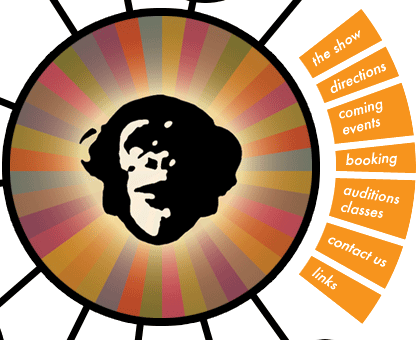 the show
directions
coming
events
booking
auditions
classes
contact us
links